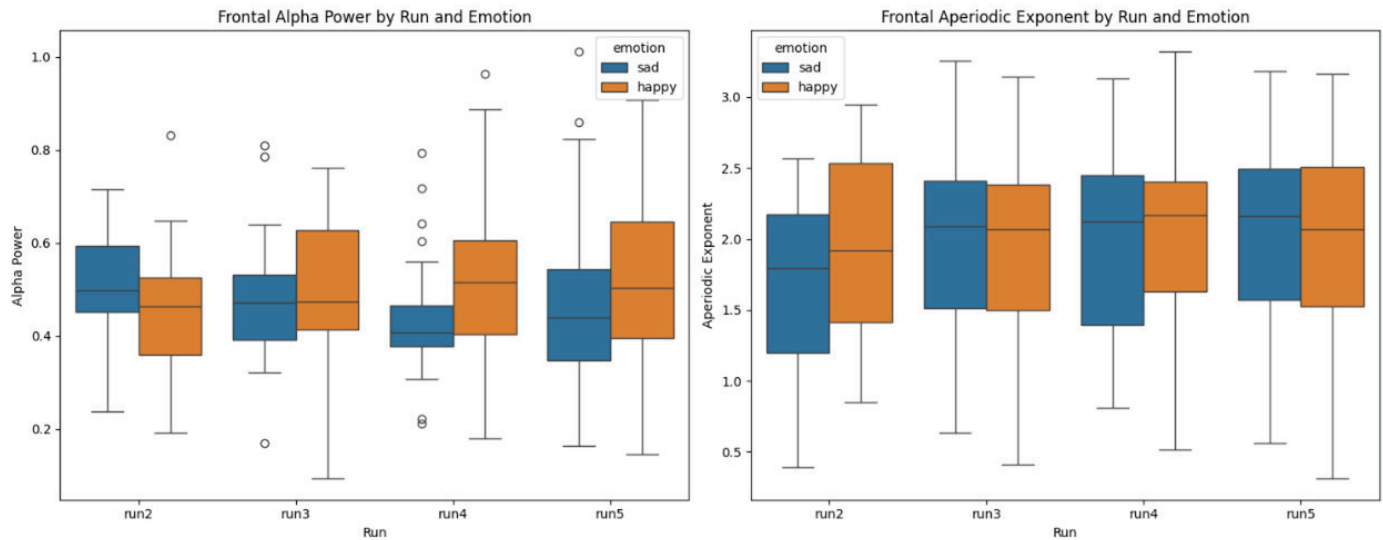 Frontal Alpha Power by Run and Emotion
emotion
sad
happy
1.0
0.8
0.6
0.4
0.2
Alpha Power
run2
run3
run4
run5
Run
Frontal Aperiodic Exponent by Run and Emotion
emotion
sad
happy
3.0
2.5
2.0
1.5
1.0
0.5
Aperiodic Exponent
run2
run3
run4
run5
Run